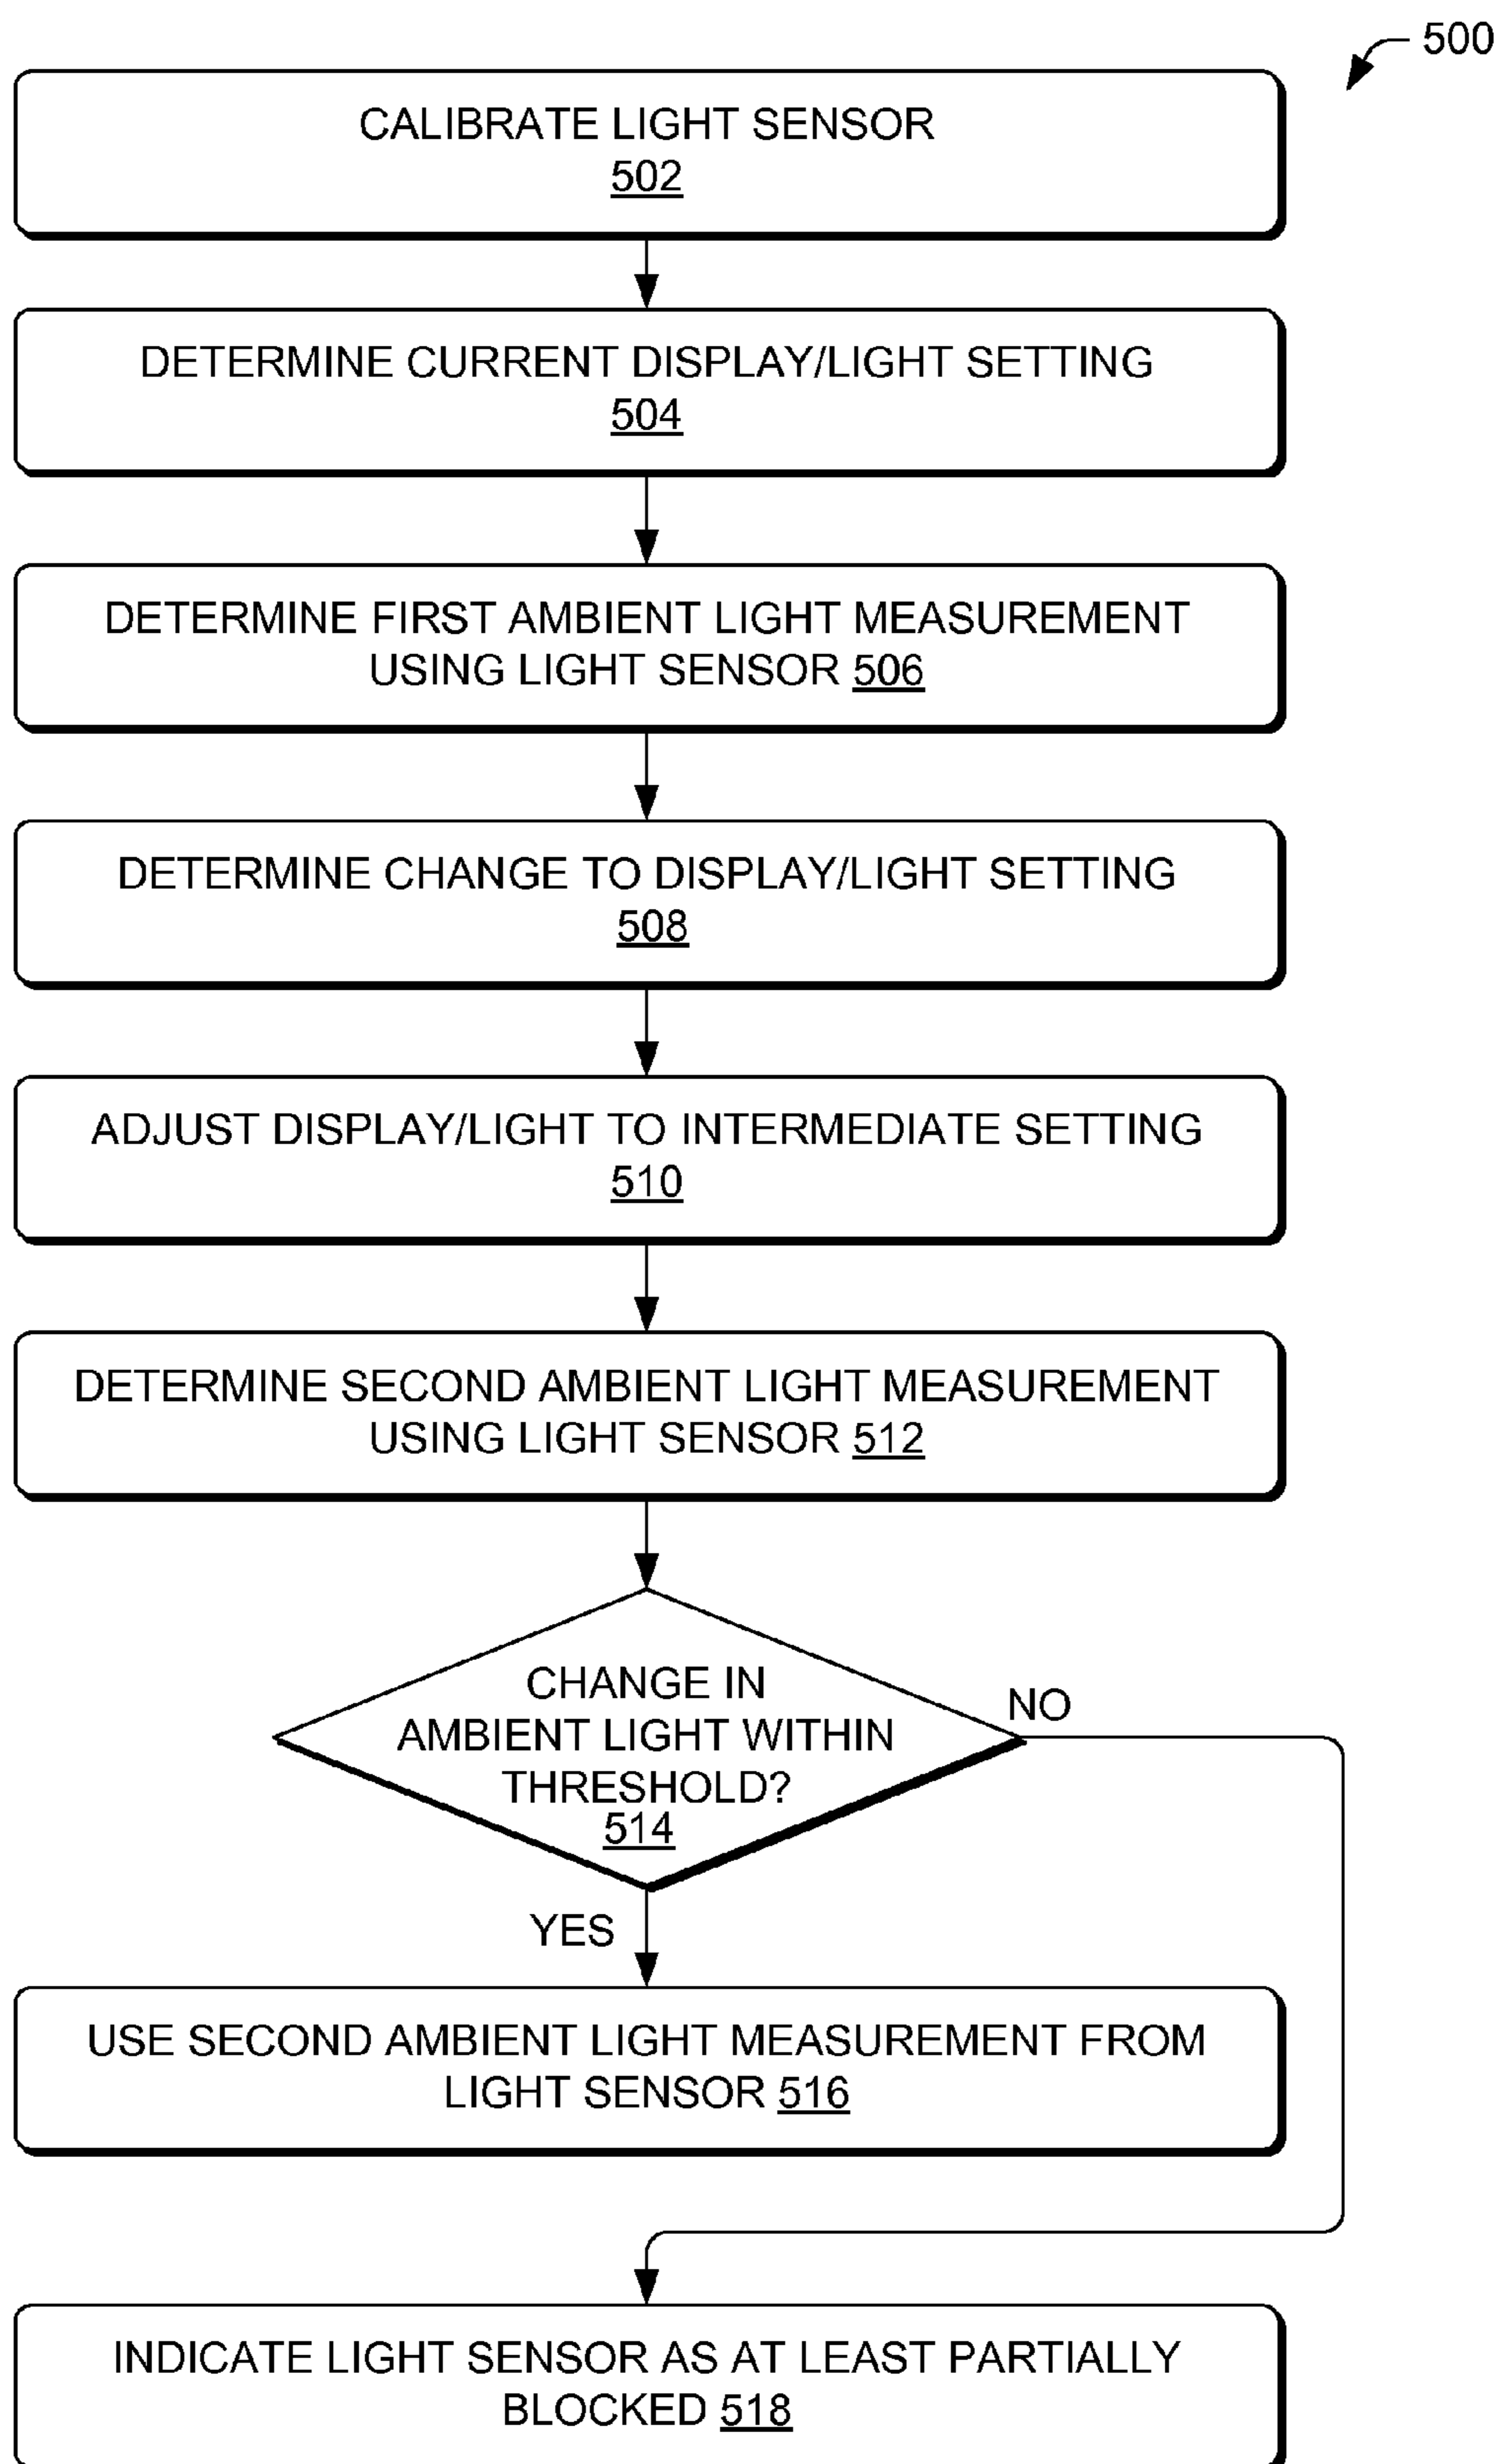 500
CALIBRATE LIGHT SENSOR
502
DETERMINE CURRENT DISPLAY/LIGHT SETTING
504
DETERMINE FIRST AMBIENT LIGHT MEASUREMENT
USING LIGHT SENSOR 506
DETERMINE CHANGE TO DISPLAY/LIGHT SETTING
508
ADJUST DISPLAY/LIGHT TO INTERMEDIATE SETTING
510
DETERMINE SECOND AMBIENT LIGHT MEASUREMENT
USING LIGHT SENSOR 512
CHANGE IN
AMBIENT LIGHT WITHIN
THRESHOLD?
514
NO
YES
USE SECOND AMBIENT LIGHT MEASUREMENT FROM
LIGHT SENSOR 516
INDICATE LIGHT SENSOR AS AT LEAST PARTIALLY
BLOCKED 518